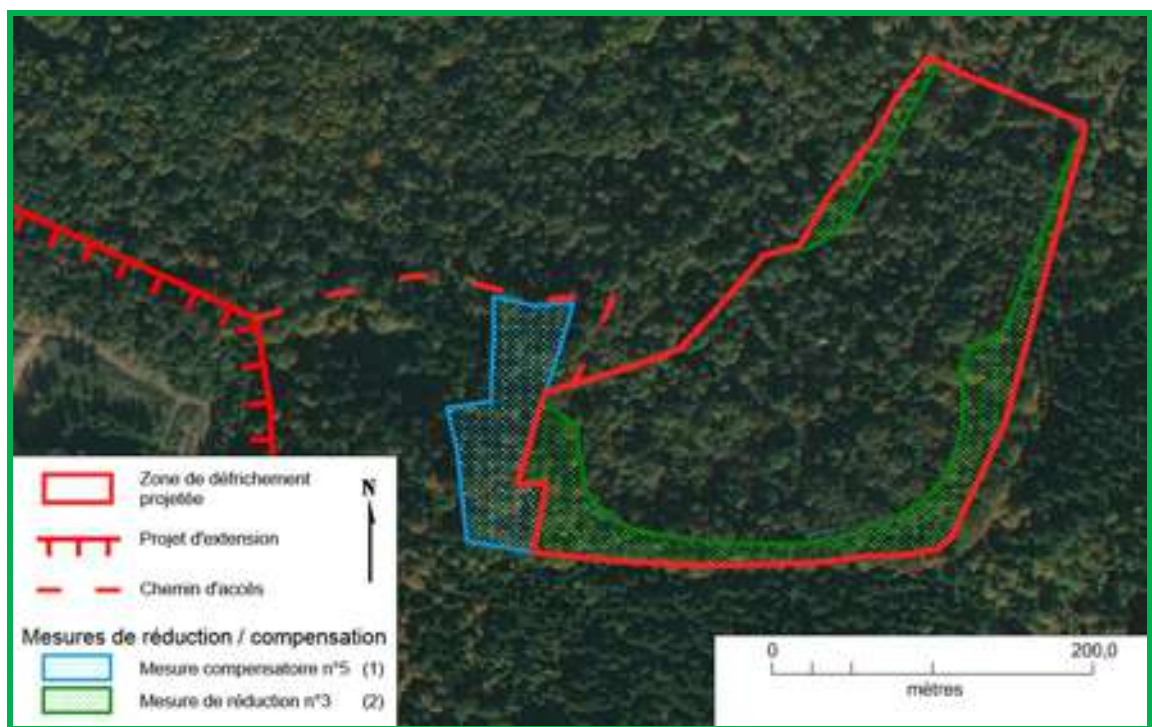 Zone de défrichement
projetée
N
Projet d'extension
Chemin d'accès
Mesures de réduction / compensation
Mesure compensatoire n°5 (1)
Mesure de réduction n°3 (2)
0 200,0
mètres